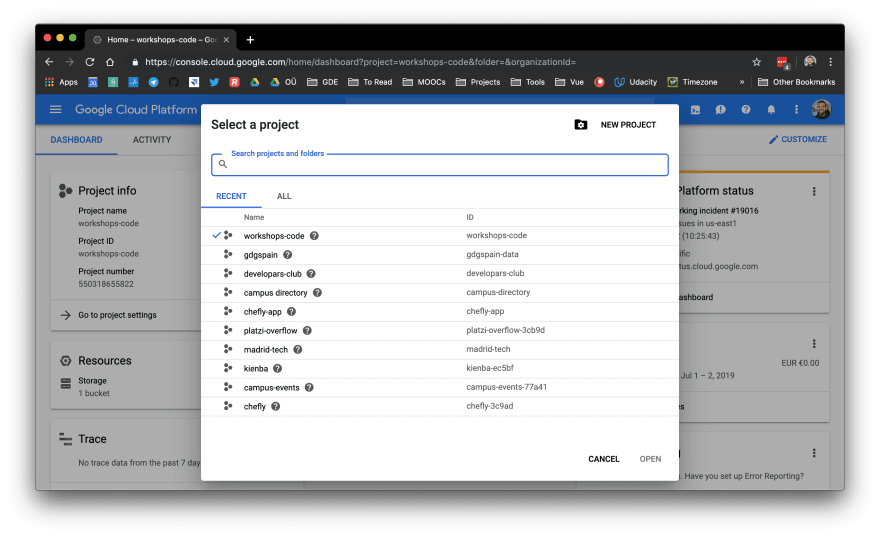 Home – workshops-code – Goo
https://console.cloud.google.com/home/dashboard?project=workshops-code&folder=&organizationId=
Apps OÜ GDE To Read MOOCs Projects Tools Vue Udacity Timezone » Other Bookmarks
Google Cloud Platform
DASHBOARD ACTIVITY CUSTOMIZE
Select a project
NEW PROJECT
Search projects and folders
RECENT ALL
Name ID
workshops-code workshops-code
gdgspain gdgspain-data
developars-club developars-club
campus directory campus-directory
chefly-app chefly-app
platzi-overflow platzi-overflow-3cb9d
madrid-tech madrid-tech
kienba kienba-ec5bf
campus-events campus-events-77a41
chefly chefly-3c9ad
CANCEL OPEN
Project info
Project name
workshops-code
Project ID
workshops-code
Project number
550318655822
Go to project settings
Resources
Storage
1 bucket
Trace
No trace data from the past 7 day
Platform status
rking incident #19016
sues in us-east1
(10:25:43)
ific
tus.cloud.google.com
ashboard
EUR €0.00
Jul 1 – 2, 2019
es
. Have you set up Error Reporting?